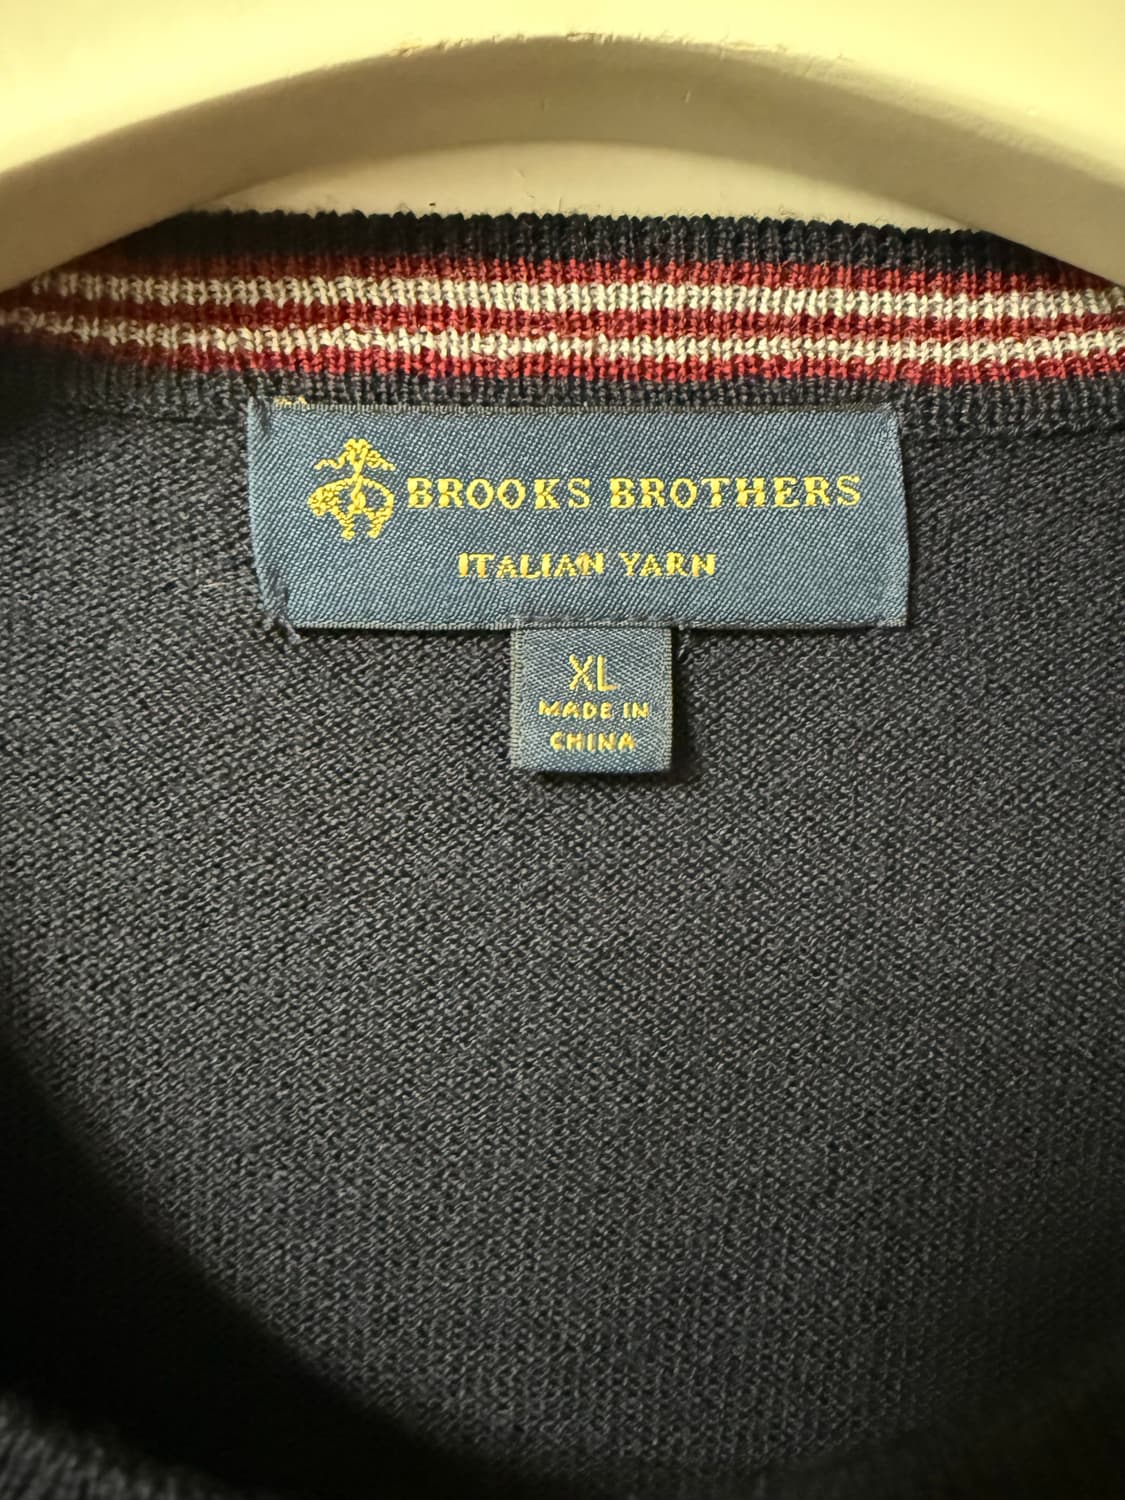 BROOKS BROTHERS
ITALIAN YARN
XL
MADE IN
CHINA